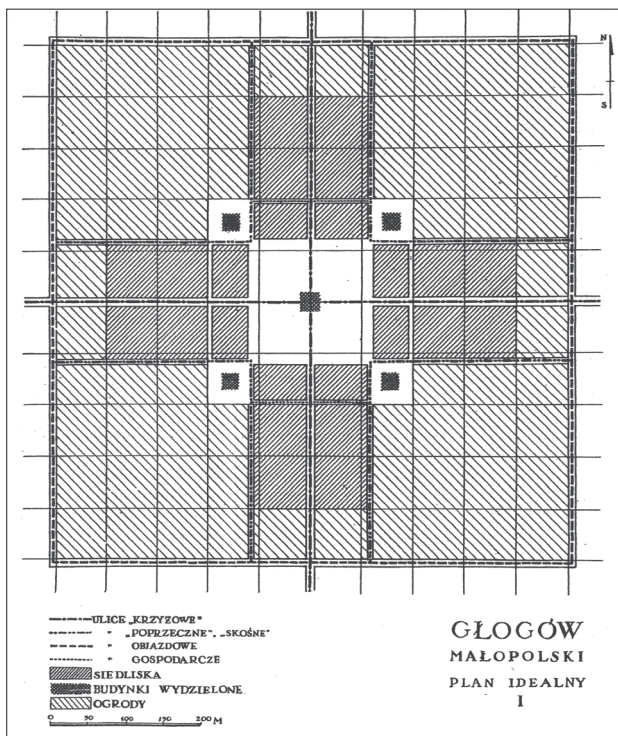 N
S
ULICE „KRZYŻOWE"
" „POPRZECZNE", „SKOŚNE"
" OBJAZDOWE
" GOSPODARCZE
SIEDLISKA
BUDYNKI WYDZIELONE
OGRODY
0 50 100 150 200 M
GŁOGÓW
MAŁOPOLSKI
PLAN IDEALNY
I